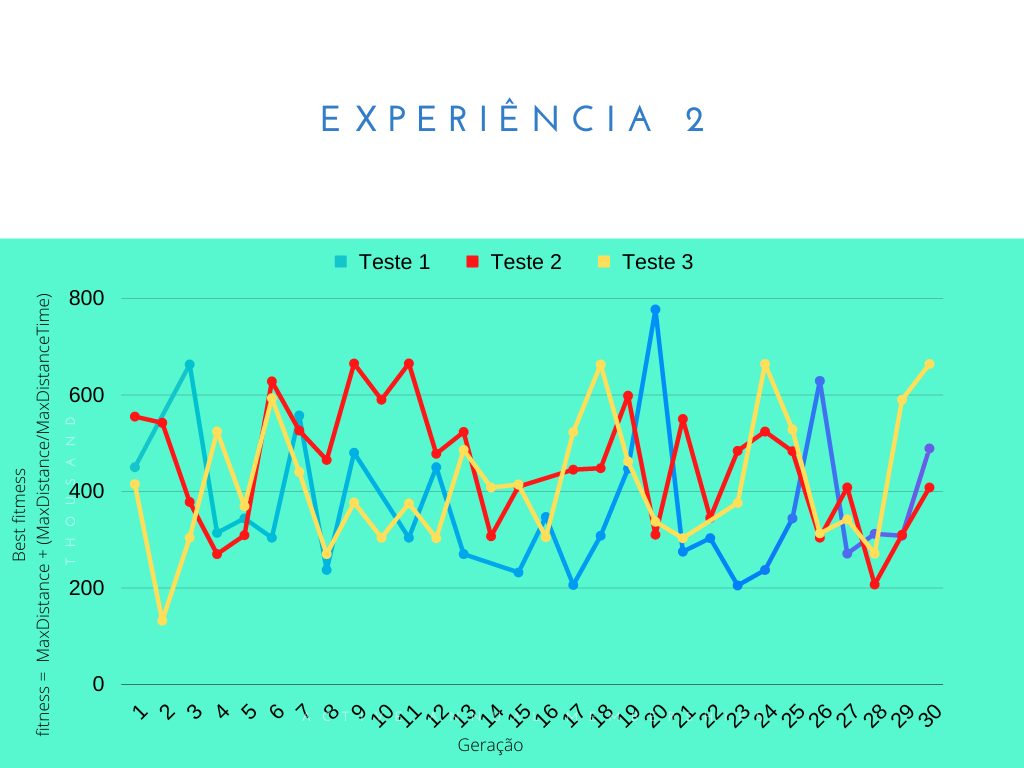 EXPERIÊNCIA 2
Teste 1 Teste 2 Teste 3
Best fitmess
fitness = MaxDistance + (MaxDistance/MaxDistanceTime)
THOUSAND
800
600
400
200
0
1 2 3 4 5 6 7 8 9 10 11 12 13 14 15 16 17 18 19 20 21 22 23 24 25 26 27 28 29 30
Geração